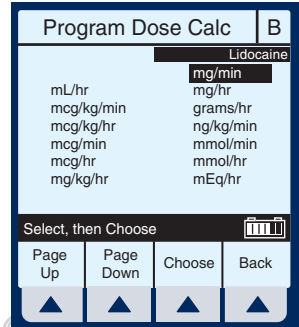 Program Dose Calc B
Lidocaine
mg/min
mL/hr mg/hr
mcg/kg/min grams/hr
mcg/kg/hr ng/kg/min
mcg/min mmol/min
mcg/hr mmol/hr
mg/kg/hr mEq/hr
Select, then Choose
Page Up Page Down Choose Back